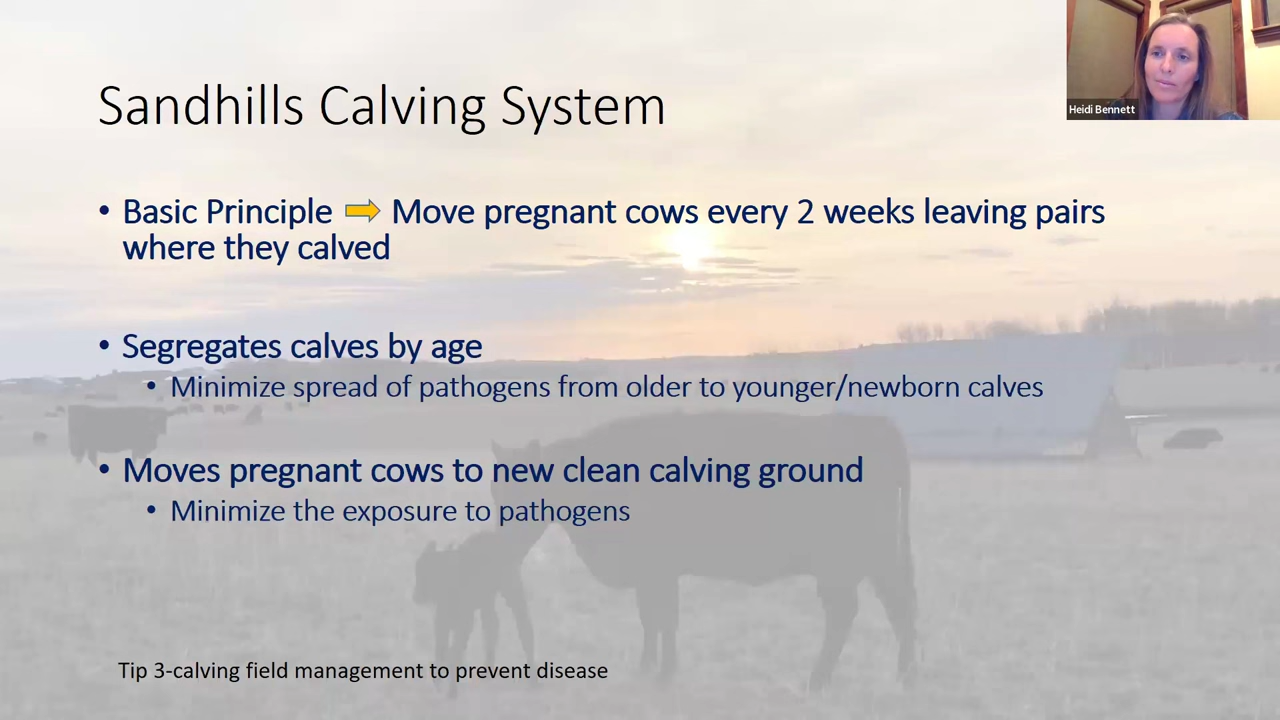 Heidi Bennett
Sandhills Calving System
• Basic Principle ➡ Move pregnant cows every 2 weeks leaving pairs
where they calved
• Segregates calves by age
• Minimize spread of pathogens from older to younger/newborn calves
• Moves pregnant cows to new clean calving ground
• Minimize the exposure to pathogens
Tip 3-calving field management to prevent disease